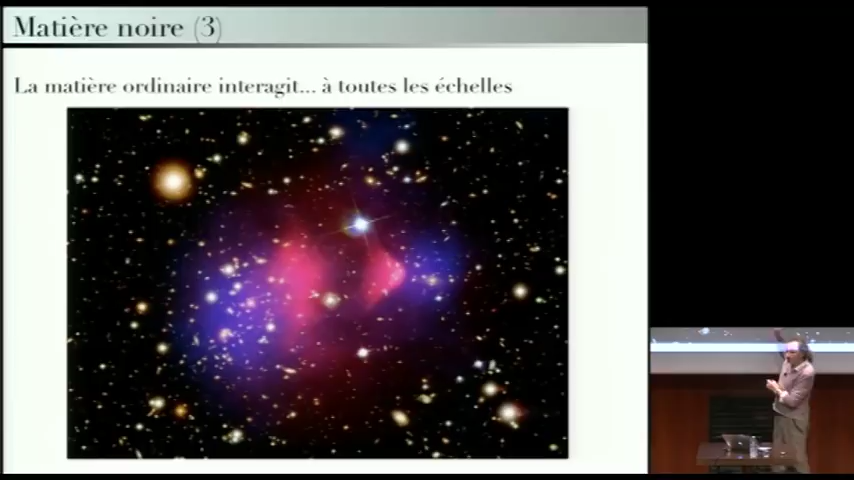 Matière noire (3)
La matière ordinaire interagit... à toutes les échelles